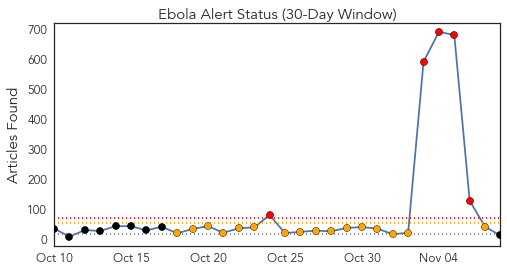 Ebola Alert Status (30-Day Window)
Articles Found
700
600
500
400
300
200
100
0
Oct 10
Oct 15
Oct 20
Oct 25
Oct 30
Nov 04